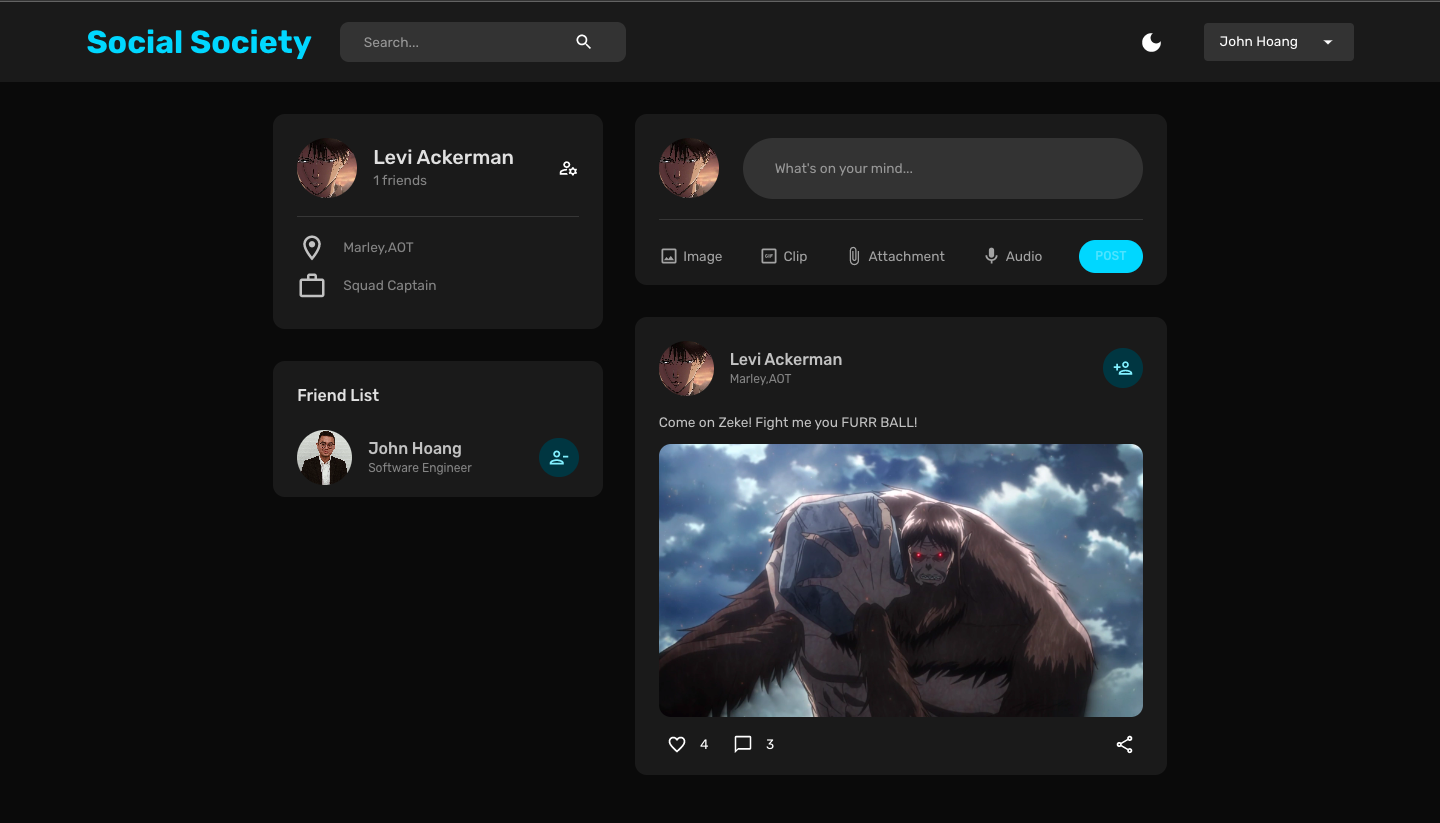 Social Society
Search...
John Hoang
Levi Ackerman
1 friends
Marley,AOT
Squad Captain
Friend List
John Hoang
Software Engineer
What's on your mind...
Image
Clip
Attachment
Audio
POST
Levi Ackerman
Marley,AOT
Come on Zeke! Fight me you FURR BALL!
4
3